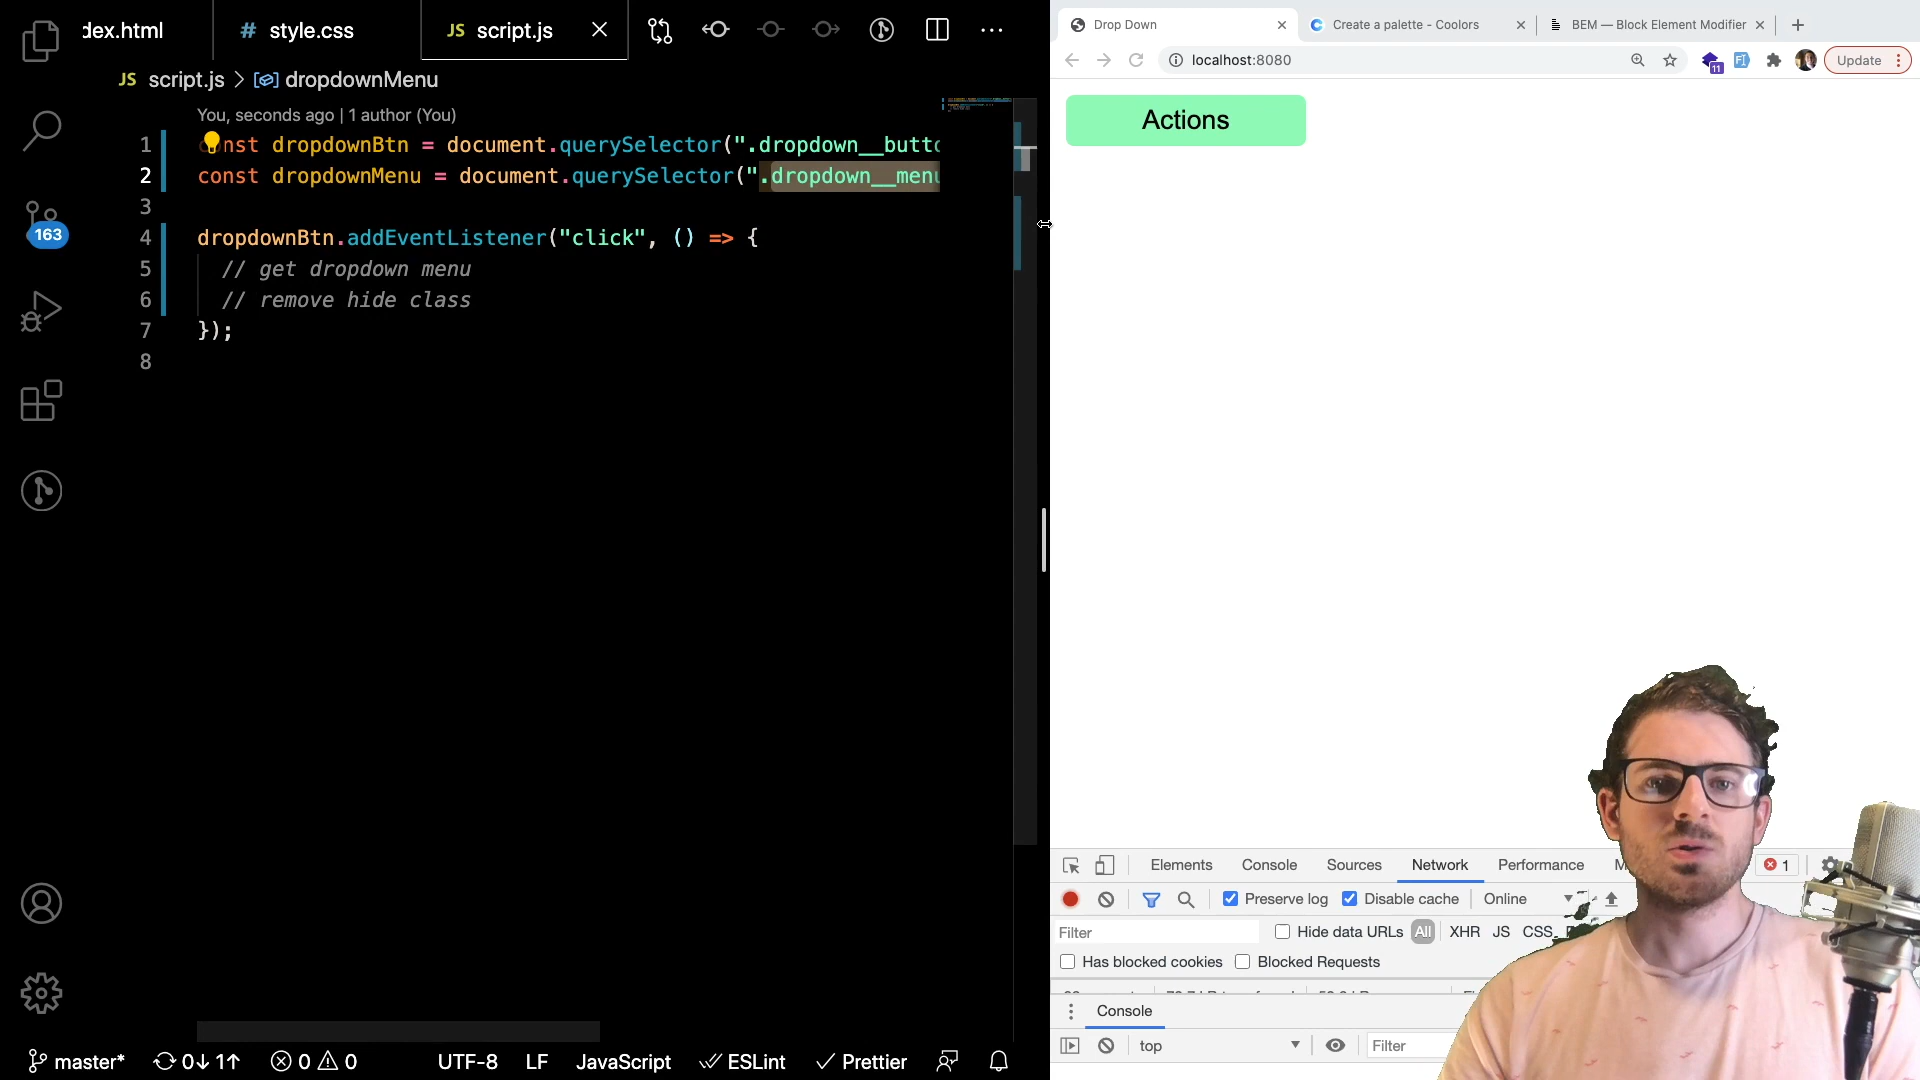 dex.html
# style.css
JS script.js
JS script.js > dropdownMenu
You, seconds ago | 1 author (You)
1 const dropdownBtn = document.querySelector(".dropdown__butto
2 const dropdownMenu = document.querySelector(".dropdown__menu
3
4 dropdownBtn.addEventListener("click", () => {
5 // get dropdown menu
6 // remove hide class
7 });
8
163
master* 0↓ 1↑ 0 0 UTF-8 LF JavaScript ESLint Prettier
Drop Down
Create a palette - Coolors
BEM — Block Element Modifier
localhost:8080
11
Update
Actions
Elements Console Sources Network Performance M 1
Preserve log Disable cache Online
Filter Hide data URLs All XHR JS CSS
Has blocked cookies Blocked Requests
Console
top Filter